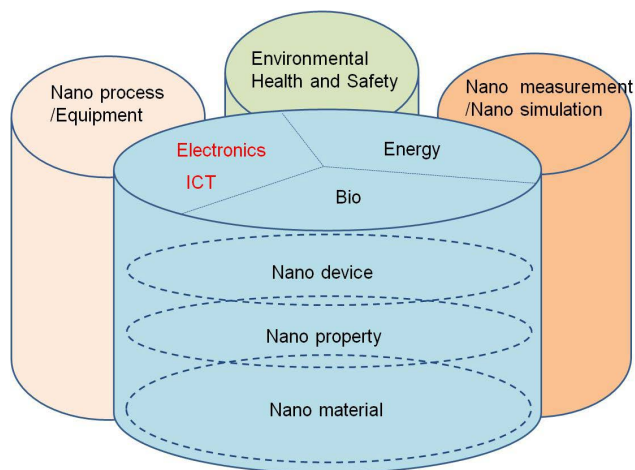 Environmental
Health and Safety
Nano process
/Equipment
Nano measurement
/Nano simulation
Electronics
ICT
Energy
Bio
Nano device
Nano property
Nano material